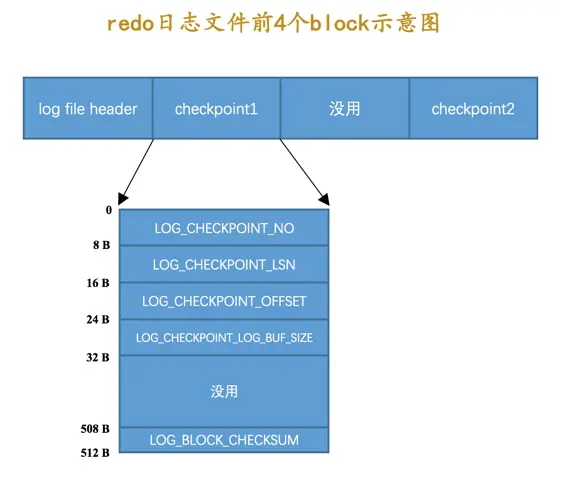 redo日志文件前4个block示意图
log file header
checkpoint1
没用
checkpoint2
0
LOG_CHECKPOINT_NO
8 B
LOG_CHECKPOINT_LSN
16 B
LOG_CHECKPOINT_OFFSET
24 B
LOG_CHECKPOINT_LOG_BUF_SIZE
32 B
没用
508 B
LOG_BLOCK_CHECKSUM
512 B